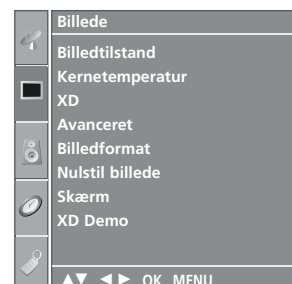 Billede
Billedtilstand
Kernetemperatur
XD
Avanceret
Billedformat
Nulstil billede
Skærm
XD Demo
▲▼ ◄► OK MENU